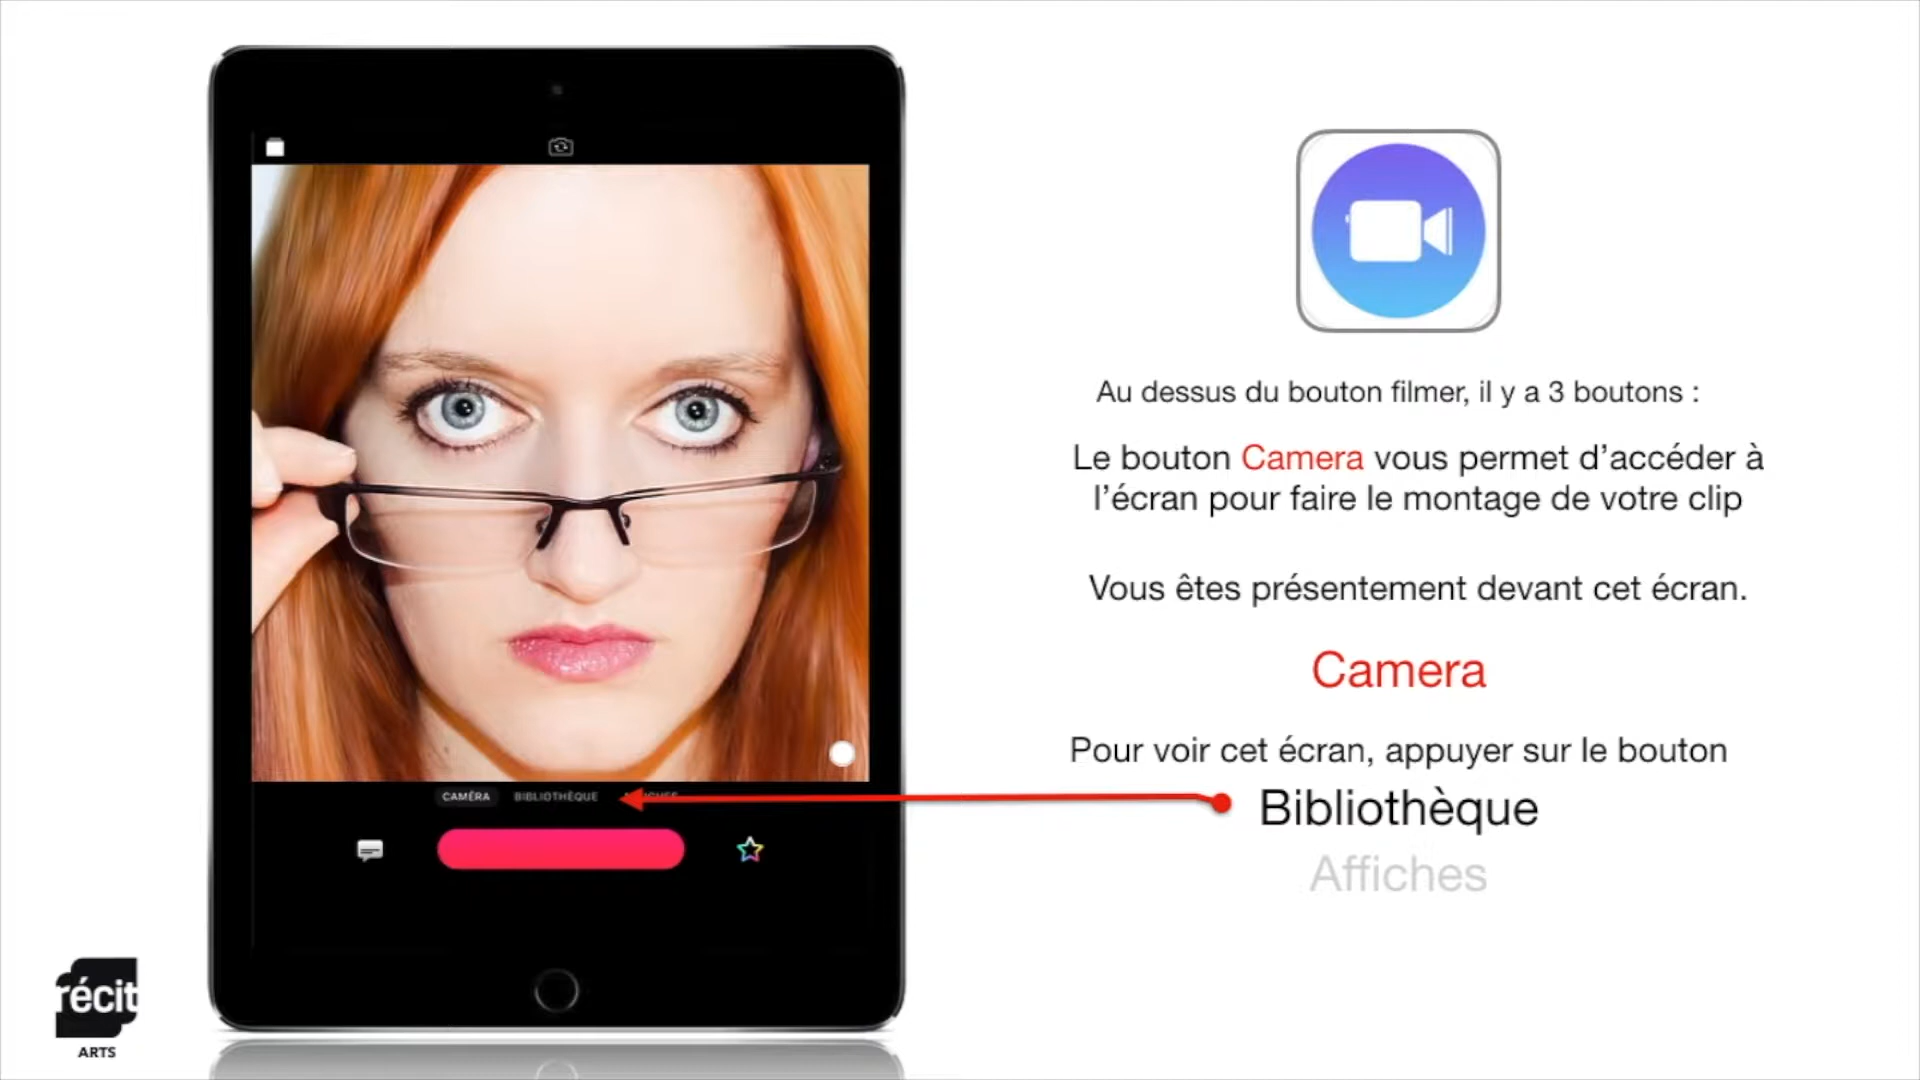 Au dessus du bouton filmer, il y a 3 boutons :
Le bouton Camera vous permet d’accéder à
l’écran pour faire le montage de votre clip
Vous êtes présentement devant cet écran.
Camera
Pour voir cet écran, appuyer sur le bouton
Bibliothèque
Affiches
CAMÉRA BIBLIOTHÈQUE
récit
ARTS